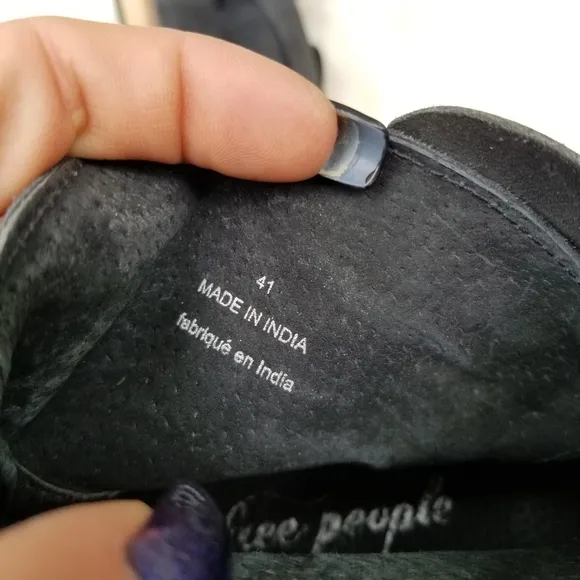 41
MADE IN INDIA
fabriqué en India
free people